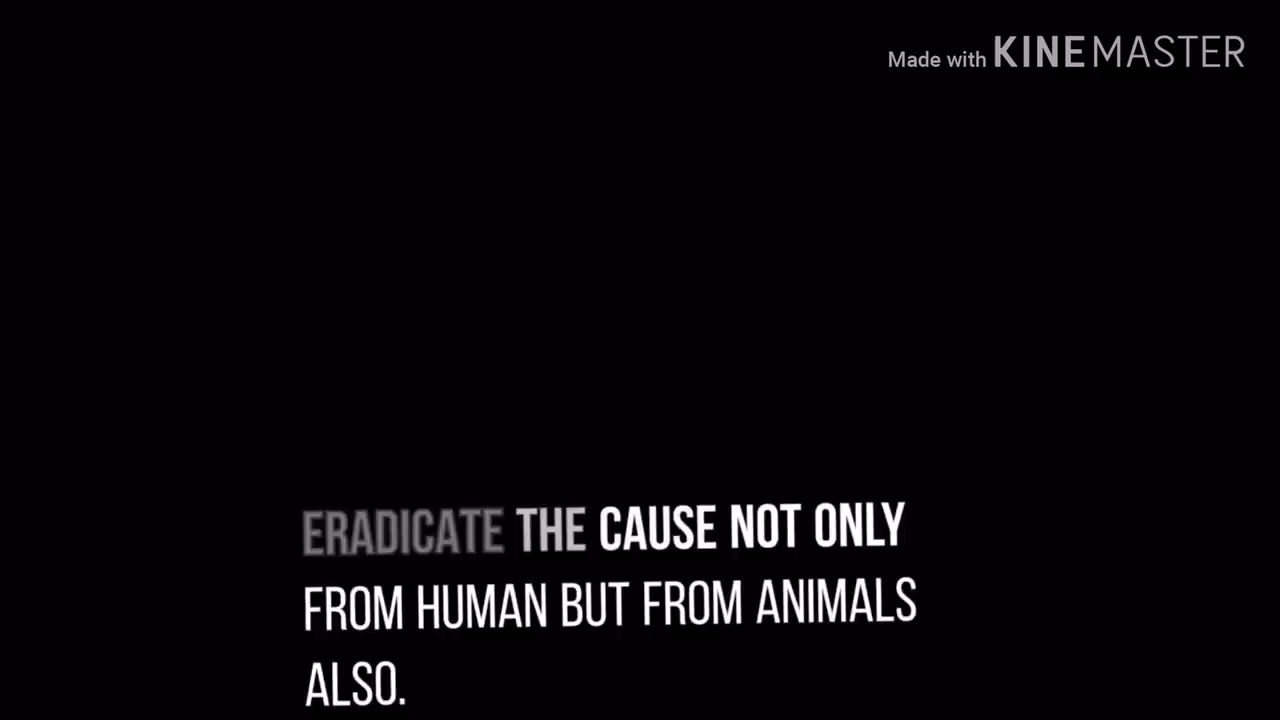 Made with KINEMASTER
ERADICATE THE CAUSE NOT ONLY
FROM HUMAN BUT FROM ANIMALS
ALSO.